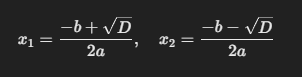 x₁ = (−b + √D) / 2a, x₂ = (−b − √D) / 2a